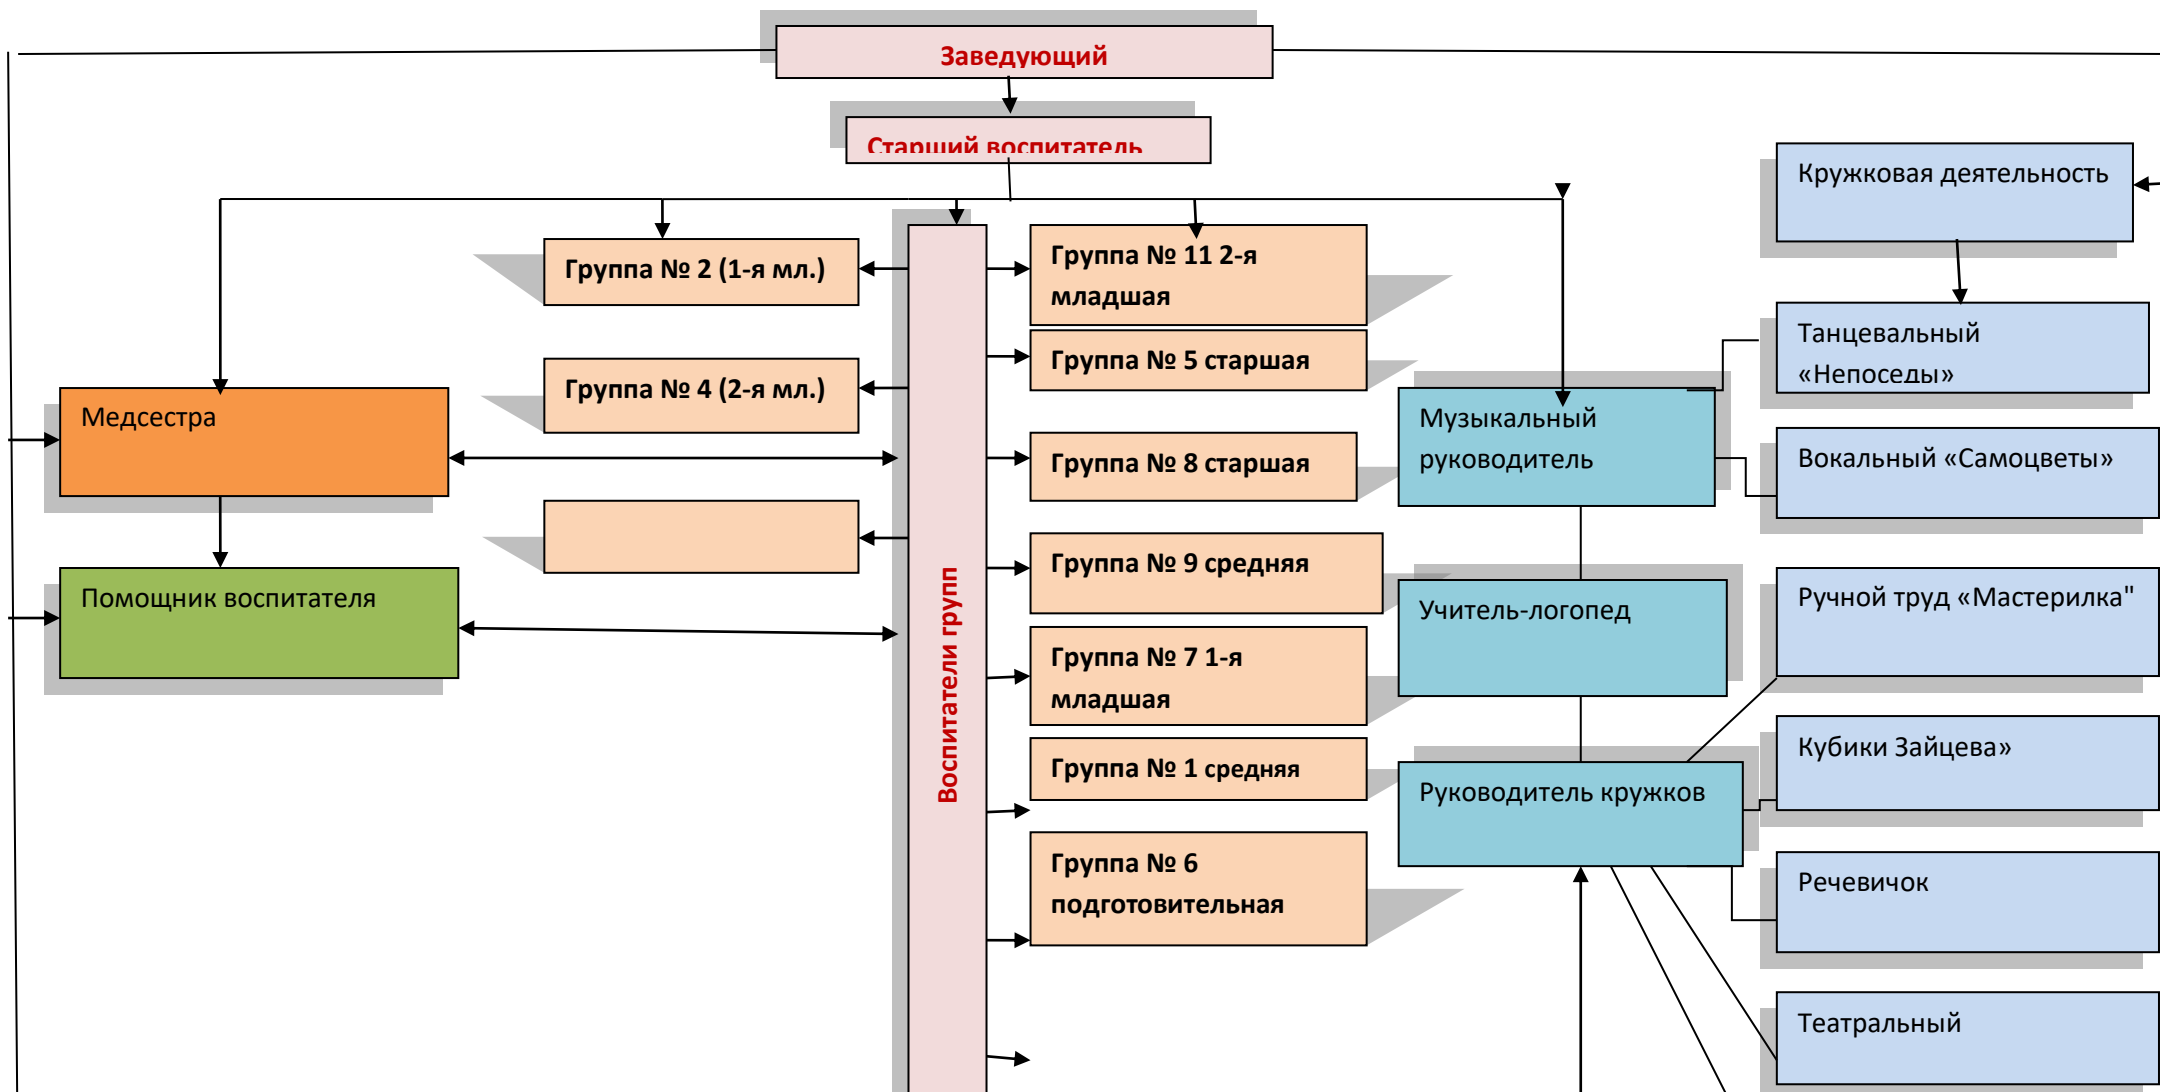 Заведующий
Старший воспитатель
Кружковая деятельность
Группа № 2 (1-я мл.)
Группа № 11 2-я
младшая
Танцевальный
«Непоседы»
Группа № 5 старшая
Группа № 4 (2-я мл.)
Медсестра
Музыкальный
руководитель
Вокальный «Самоцветы»
Группа № 8 старшая
Воспитатели групп
Группа № 9 средняя
Помощник воспитателя
Учитель-логопед
Ручной труд «Мастерилка"
Группа № 7 1-я
младшая
Группа № 1 средняя
Кубики Зайцева»
Руководитель кружков
Группа № 6
подготовительная
Речевичок
Театральный